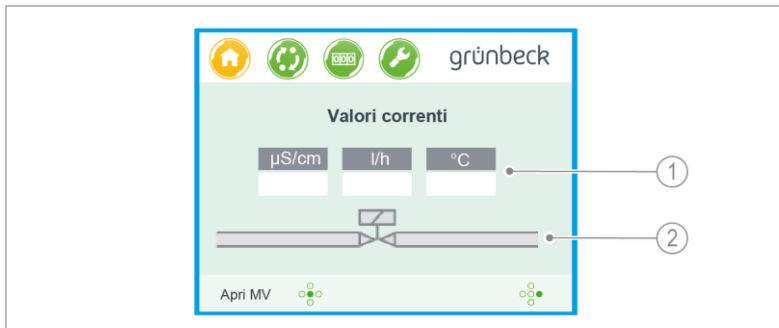 grünbeck
Valori correnti
µS/cm l/h °C
1
2
Apri MV